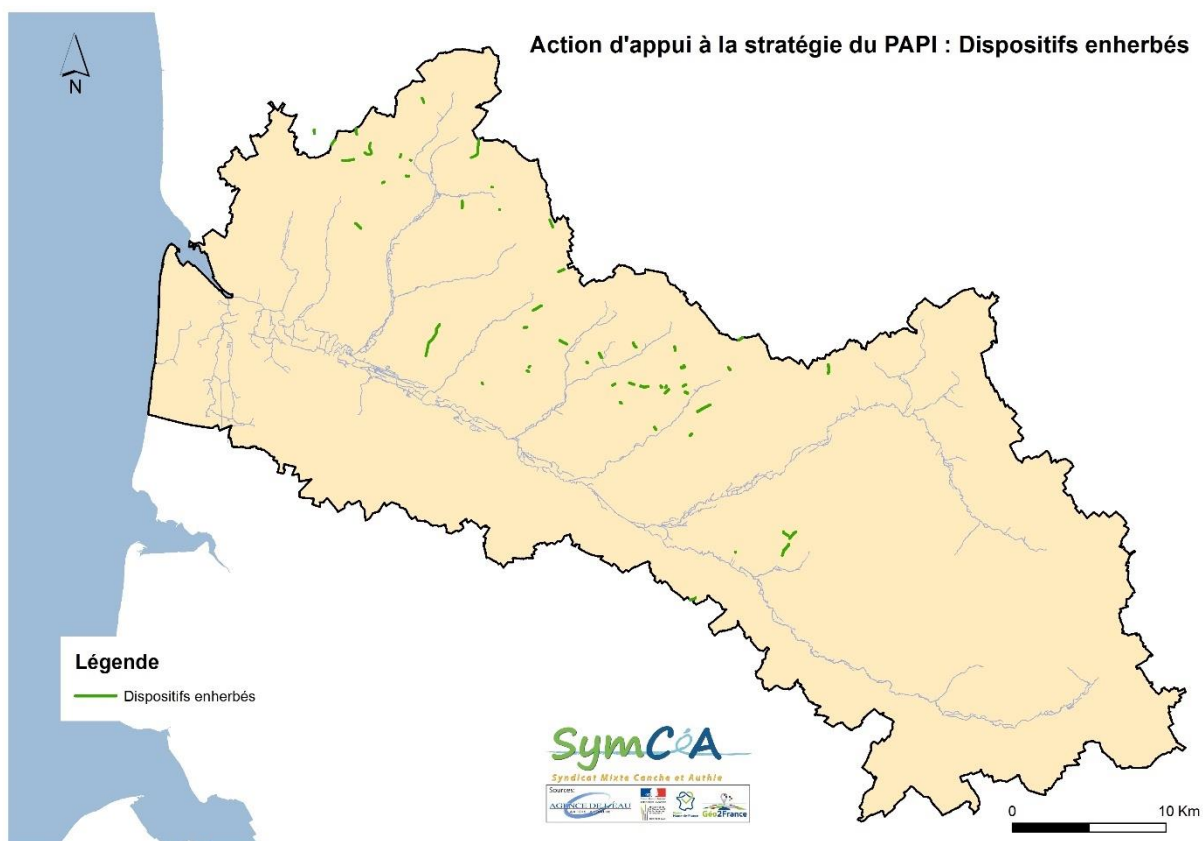 Action d'appui à la stratégie du PAPI : Dispositifs enherbés
N
Légende
Dispositifs enherbés
SymCéA
Syndicat Mixte Canche et Authie
Sources:
AGENCE DE L'EAU
Géo2France
0 10 Km